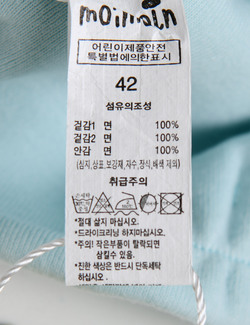 moimoln
어린이제품안전
특별법에의한표시
42
섬유의조성
겉감1 면 100%
겉감2 면 100%
안감 면 100%
(심지,상표,보강재,자수,장식,배색 제외)
취급주의
*절대 삶지 마십시오.
*드라이크리닝 하지마십시오.
*주의! 작은부품이 탈락되면
삼킬수 있음.
*진한 색상은 반드시 단독세탁
하십시오.